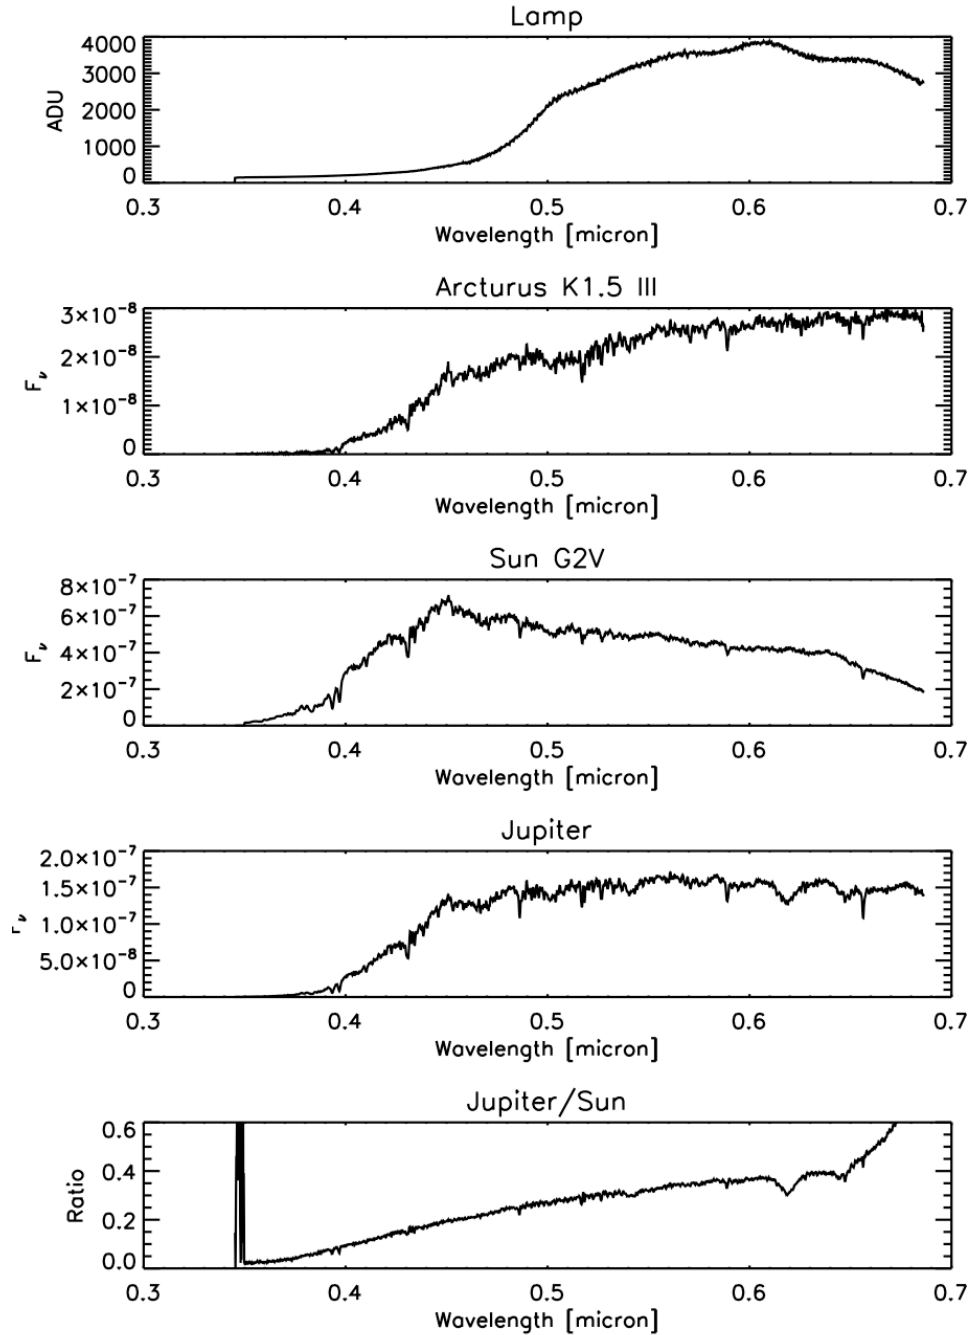 Lamp
4000
3000
2000
1000
0
ADU
0.3 0.4 0.5 0.6 0.7
Wavelength [micron]
Arcturus K1.5 III
3×10⁻⁸
2×10⁻⁸
1×10⁻⁸
0
Fν
0.3 0.4 0.5 0.6 0.7
Wavelength [micron]
Sun G2V
8×10⁻⁷
6×10⁻⁷
4×10⁻⁷
2×10⁻⁷
0
Fν
0.3 0.4 0.5 0.6 0.7
Wavelength [micron]
Jupiter
2.0×10⁻⁷
1.5×10⁻⁷
1.0×10⁻⁷
5.0×10⁻⁸
0
Fν
0.3 0.4 0.5 0.6 0.7
Wavelength [micron]
Jupiter/Sun
0.6
0.4
0.2
0.0
Ratio
0.3 0.4 0.5 0.6 0.7
Wavelength [micron]